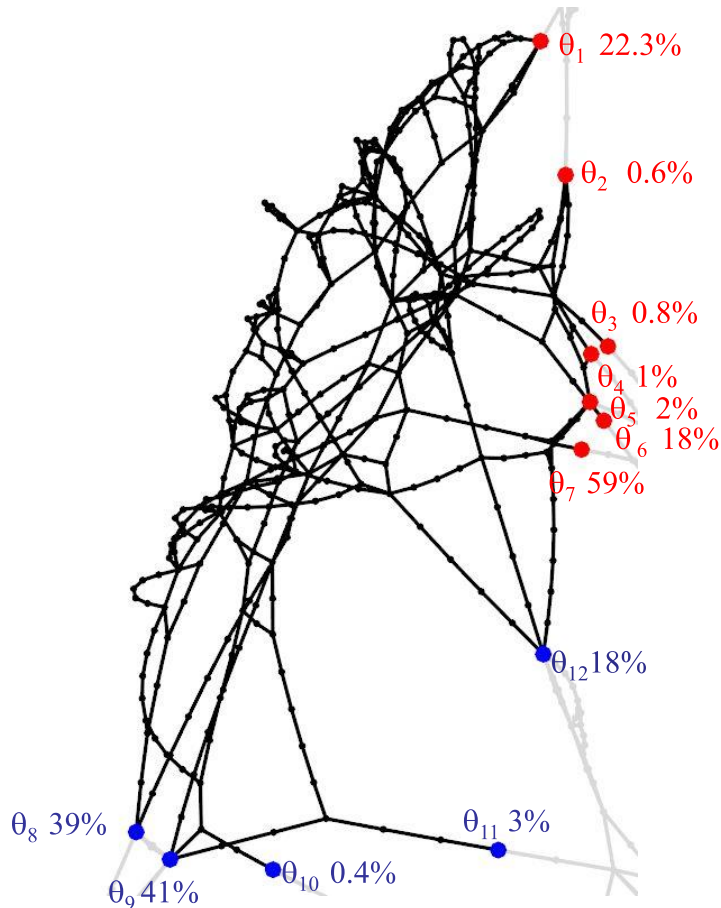 θ₁ 22.3%
θ₂ 0.6%
θ₃ 0.8%
θ₄ 1%
θ₅ 2%
θ₆ 18%
θ₇ 59%
θ₁₂ 18%
θ₈ 39%
θ₁₁ 3%
θ₁₀ 0.4%
θ₉ 41%